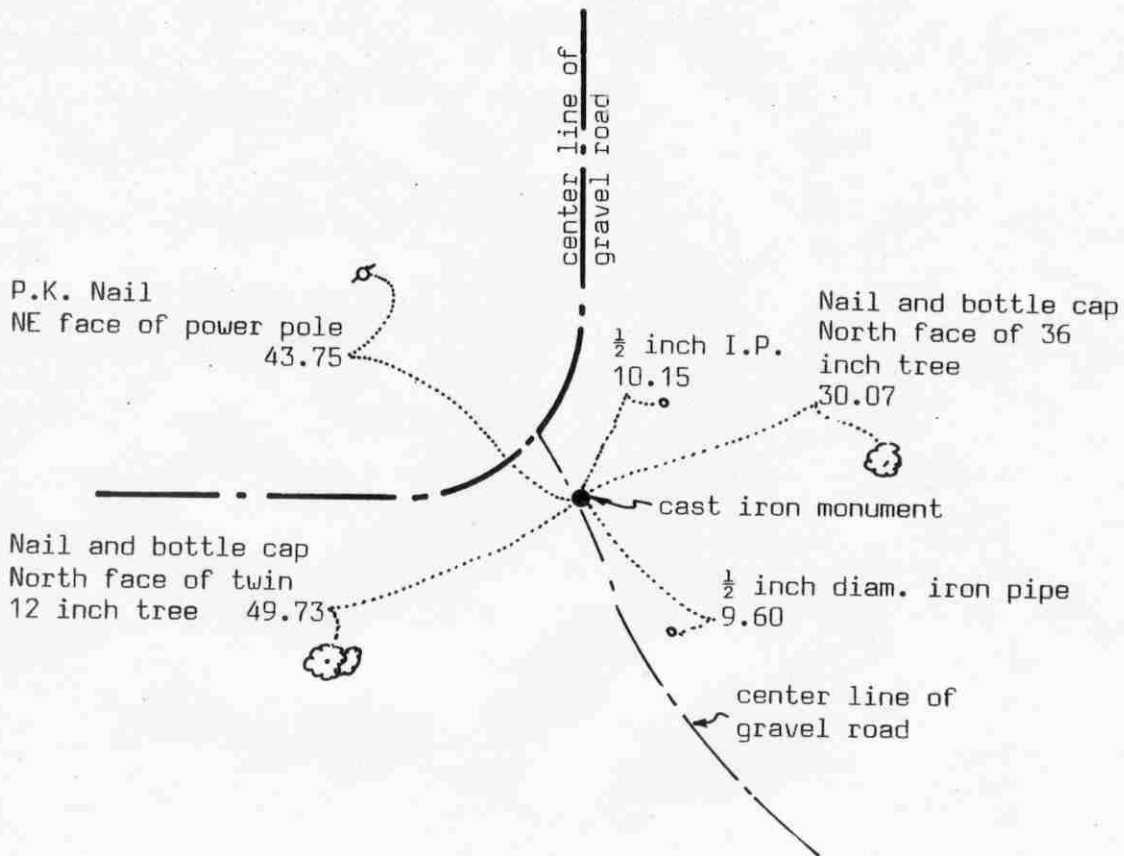 center line of
gravel road
P.K. Nail
NE face of power pole
43.75
½ inch I.P.
10.15
Nail and bottle cap
North face of 36
inch tree
30.07
cast iron monument
Nail and bottle cap
North face of twin
12 inch tree 49.73
½ inch diam. iron pipe
9.60
center line of
gravel road